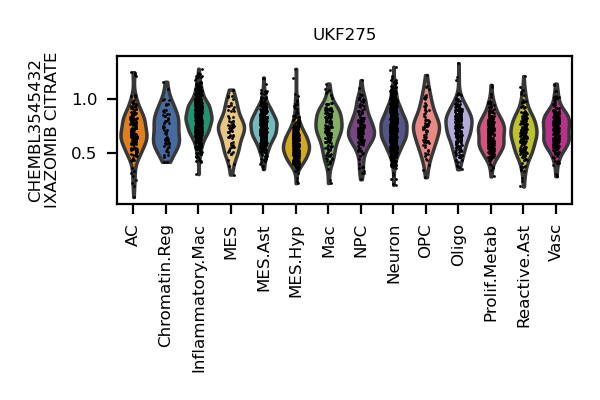 UKF275
CHEMBL3545432
IXAZOMIB CITRATE
1.0
0.5
AC
Chromatin.Reg
Inflammatory.Mac
MES
MES.Ast
MES.Hyp
Mac
NPC
Neuron
OPC
Oligo
Prolif.Metab
Reactive.Ast
Vasc